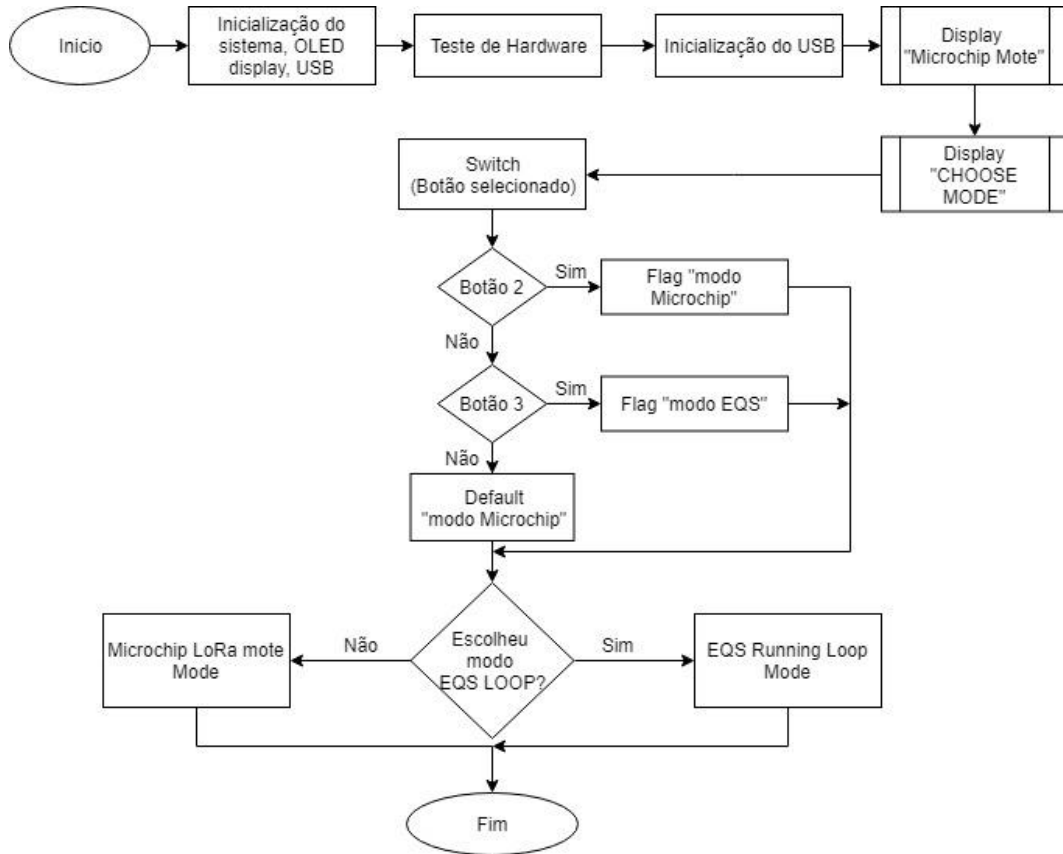 Inicio
Inicialização do
sistema, OLED
display, USB
Teste de Hardware
Inicialização do USB
Display
"Microchip Mote"
Display
"CHOOSE
MODE"
Switch
(Botão selecionado)
Botão 2
Sim
Flag "modo
Microchip"
Não
Botão 3
Sim
Flag "modo EQS"
Não
Default
"modo Microchip"
Escolheu
modo
EQS LOOP?
Não
Microchip LoRa mote
Mode
Sim
EQS Running Loop
Mode
Fim